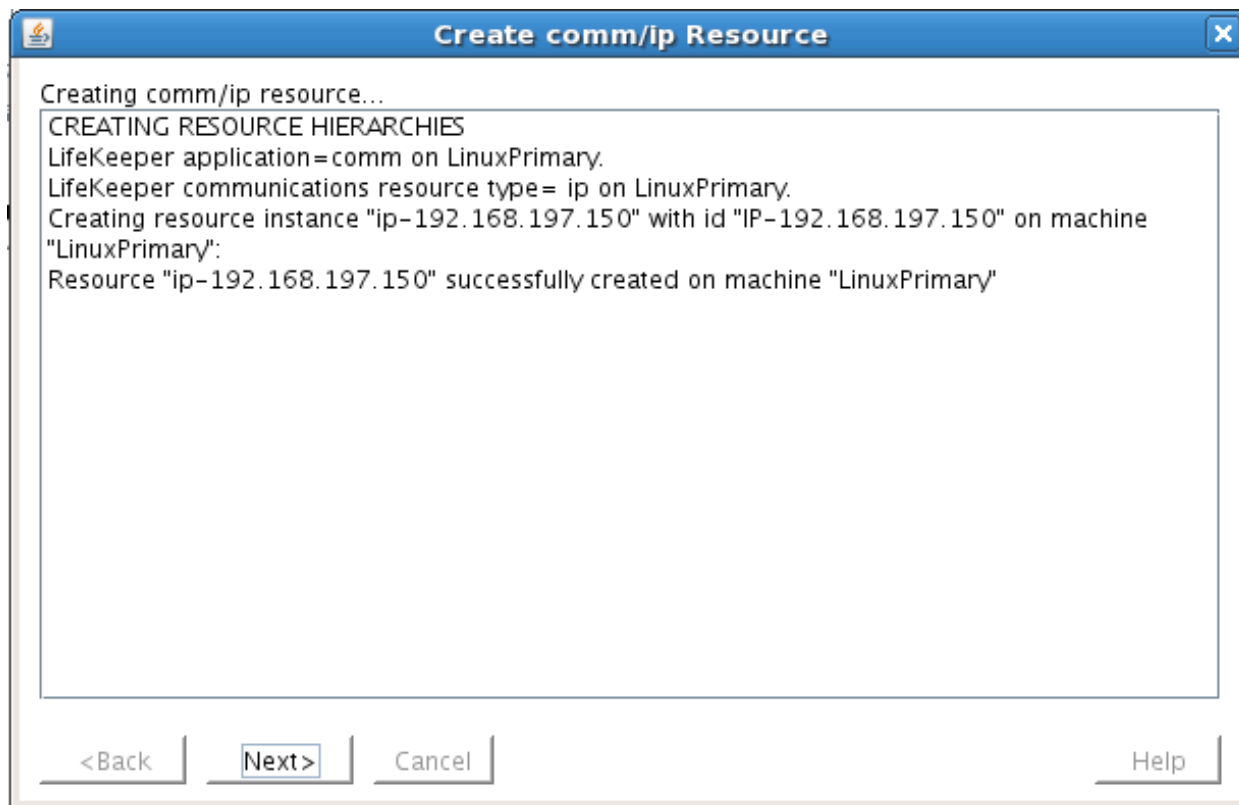 Create comm/ip Resource
Creating comm/ip resource...
CREATING RESOURCE HIERARCHIES
LifeKeeper application=comm on LinuxPrimary.
LifeKeeper communications resource type= ip on LinuxPrimary.
Creating resource instance "ip-192.168.197.150" with id "IP-192.168.197.150" on machine
"LinuxPrimary":
Resource "ip-192.168.197.150" successfully created on machine "LinuxPrimary"
<Back Next> Cancel Help